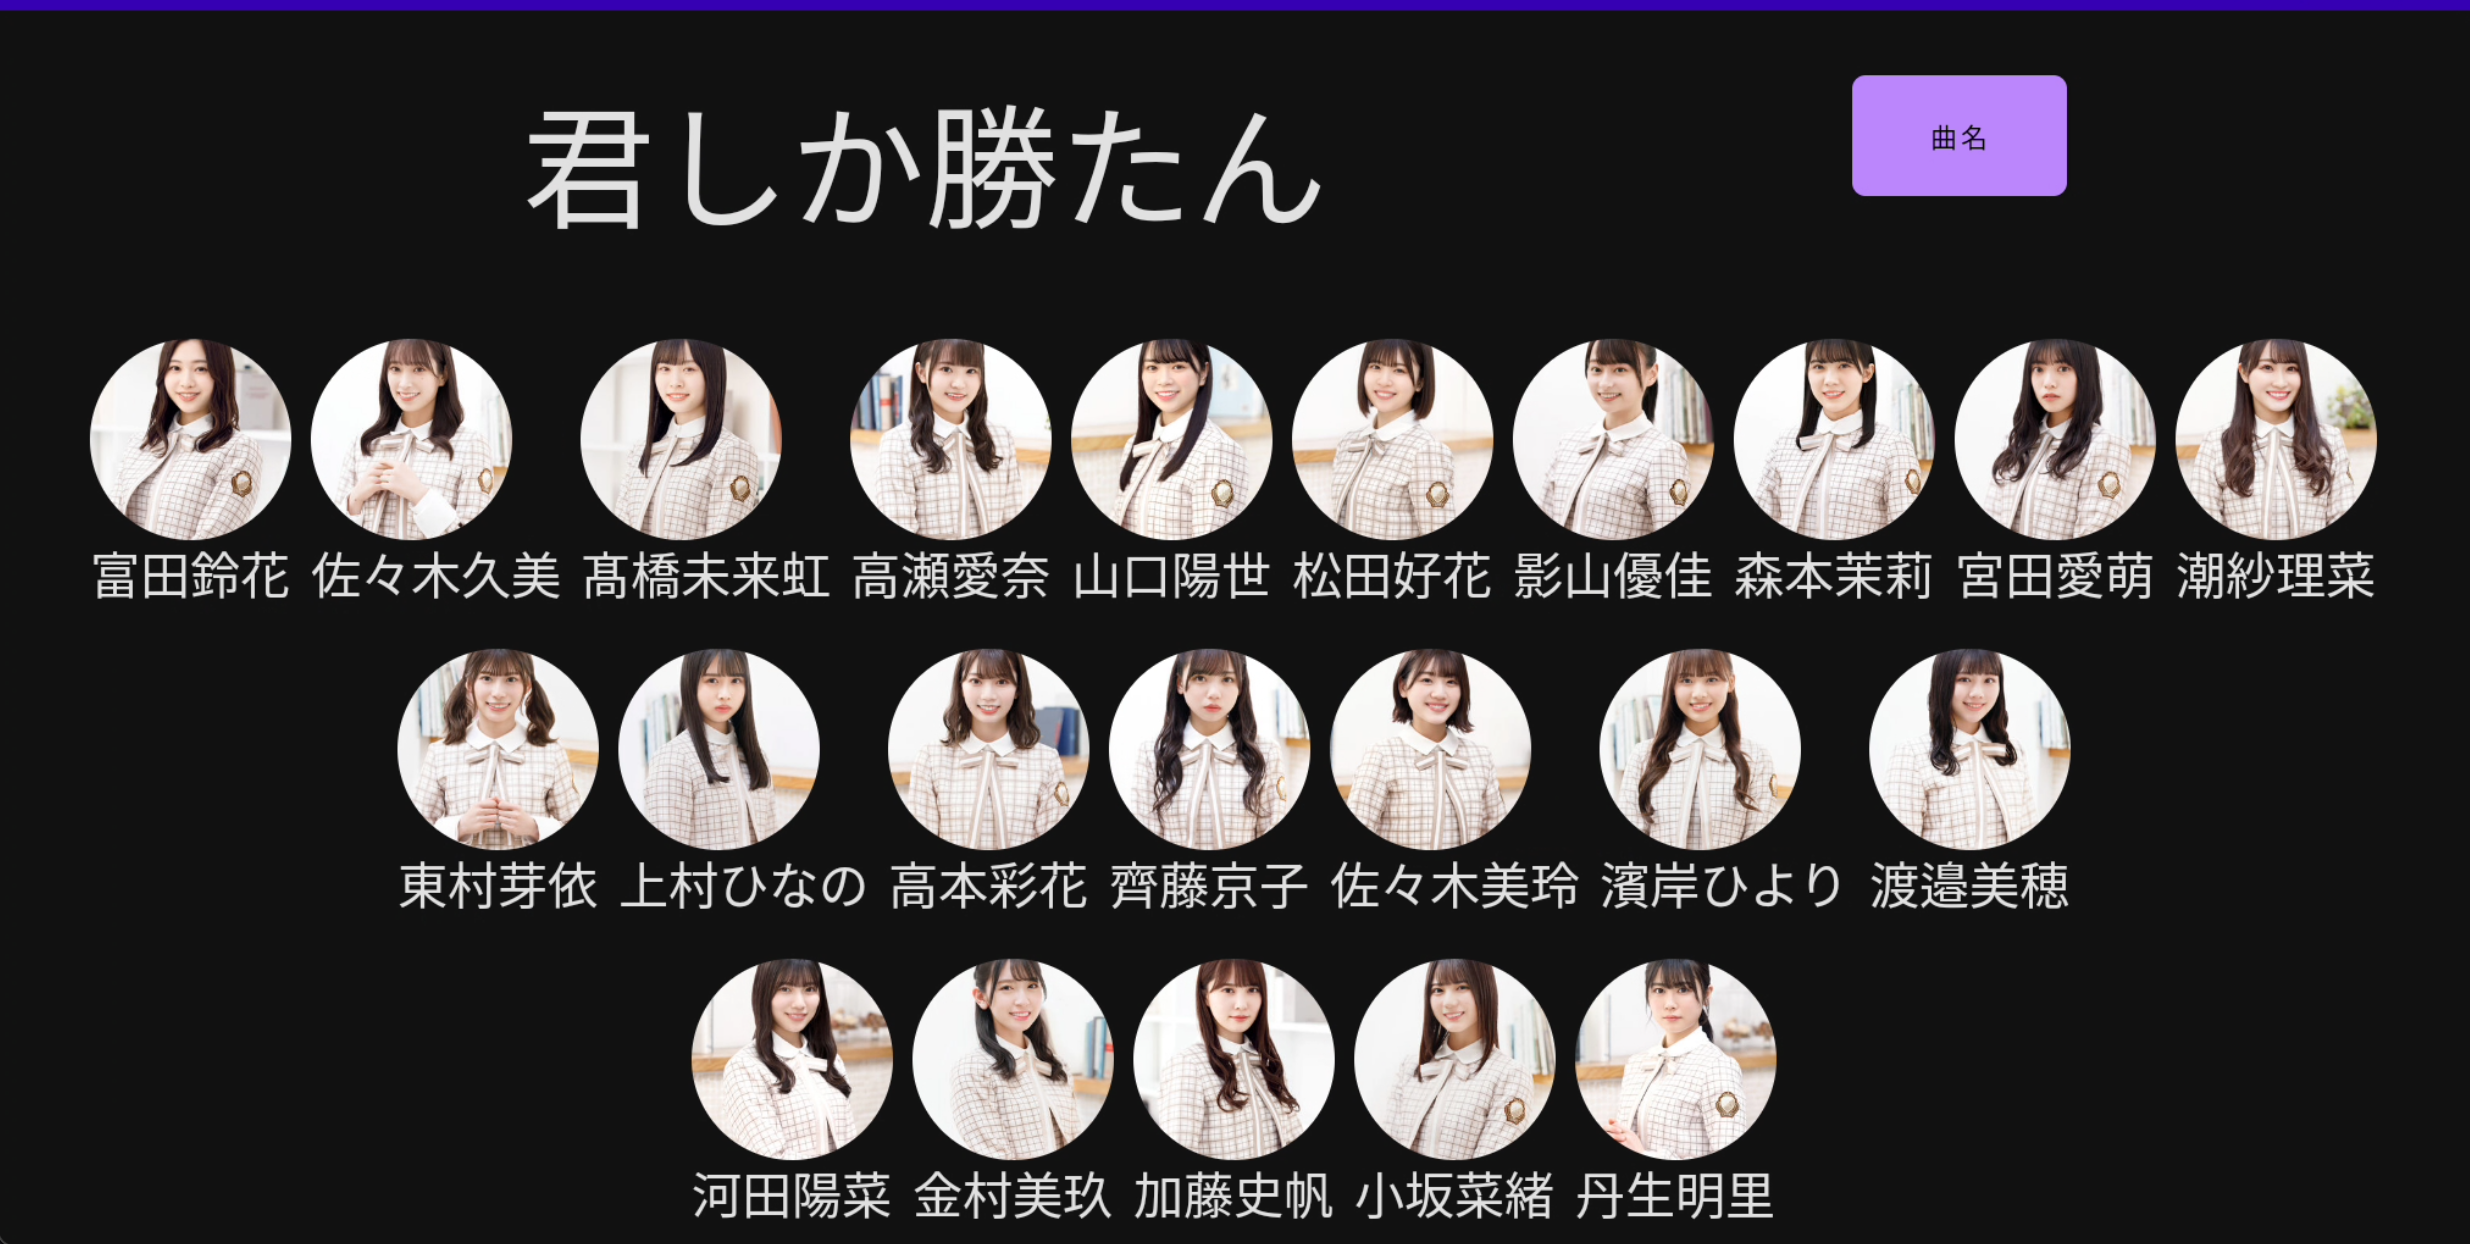 君しか勝たん
曲名
富田鈴花 佐々木久美 髙橋未来虹 高瀬愛奈 山口陽世 松田好花 影山優佳 森本茉莉 宮田愛萌 潮紗理菜
東村芽依 上村ひなの 高本彩花 齊藤京子 佐々木美玲 濱岸ひより 渡邉美穂
河田陽菜 金村美玖 加藤史帆 小坂菜緒 丹生明里